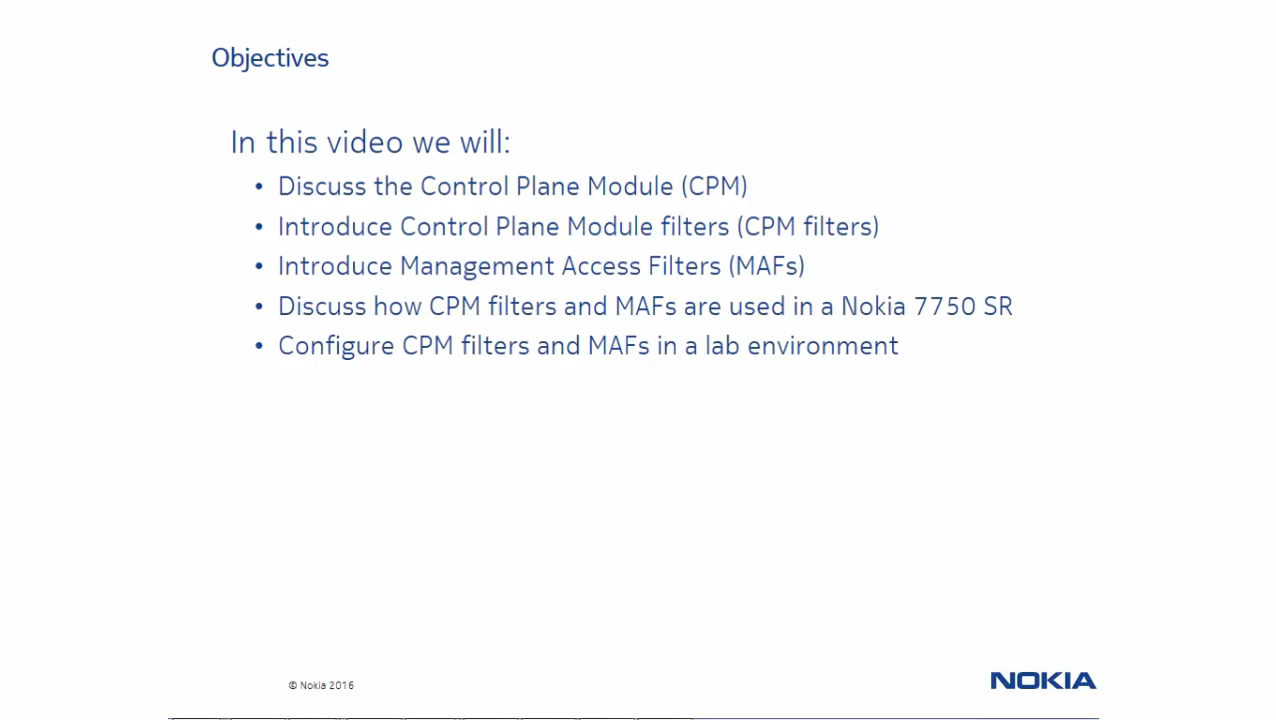 Objectives
In this video we will:
• Discuss the Control Plane Module (CPM)
• Introduce Control Plane Module filters (CPM filters)
• Introduce Management Access Filters (MAFs)
• Discuss how CPM filters and MAFs are used in a Nokia 7750 SR
• Configure CPM filters and MAFs in a lab environment
© Nokia 2016
NOKIA